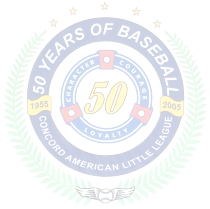 50 YEARS OF BASEBALL
CHARACTER COURAGE
50
LOYALTY
1955
2005
CONCORD AMERICAN LITTLE LEAGUE